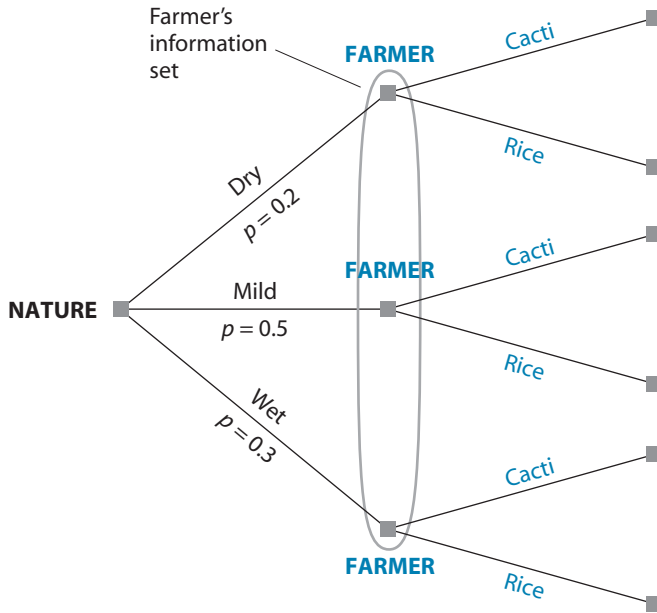 Farmer's
information
set
FARMER
Cacti
Rice
Dry
p = 0.2
FARMER
Cacti
NATURE
Mild
p = 0.5
Rice
Wet
p = 0.3
Cacti
FARMER
Rice